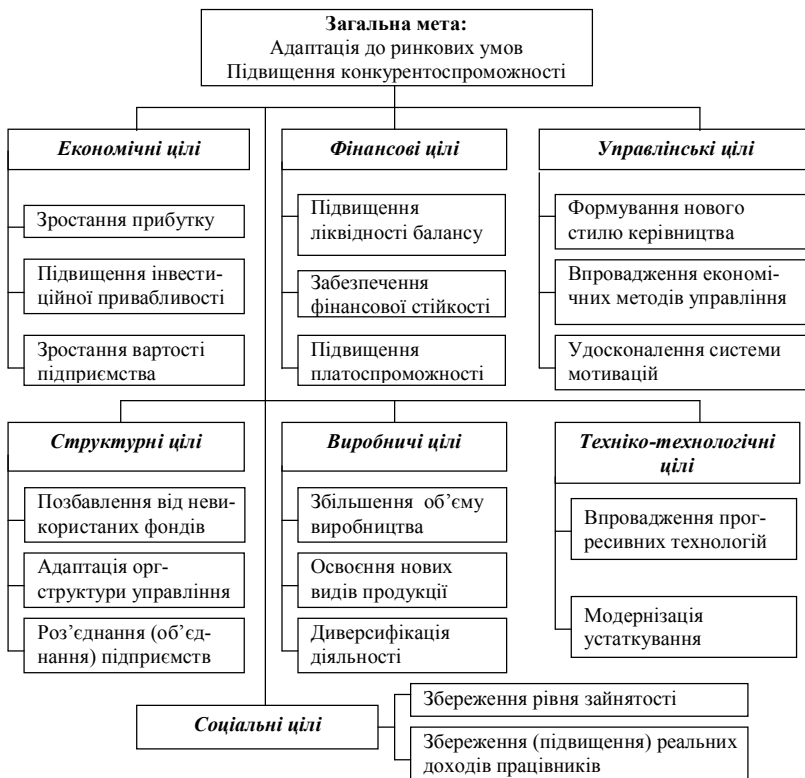 Загальна мета:
Адаптація до ринкових умов
Підвищення конкурентоспроможності
Економічні цілі
Зростання прибутку
Підвищення інвести-
ційної привабливості
Зростання вартості
підприємства
Фінансові цілі
Підвищення
ліквідності балансу
Забезпечення
фінансової стійкості
Підвищення
платоспроможності
Управлінські цілі
Формування нового
стилю керівництва
Впровадження економі-
чних методів управління
Удосконалення системи
мотивацій
Структурні цілі
Позбавлення від неви-
користаних фондів
Адаптація орг-
структури управління
Роз’єднання (об’єд-
нання) підприємств
Виробничі цілі
Збільшення об’єму
виробництва
Освоєння нових
видів продукції
Диверсифікація
діяльності
Техніко-технологічні
цілі
Впровадження прог-
ресивних технологій
Модернізація
устаткування
Соціальні цілі
Збереження рівня зайнятості
Збереження (підвищення) реальних
доходів працівників